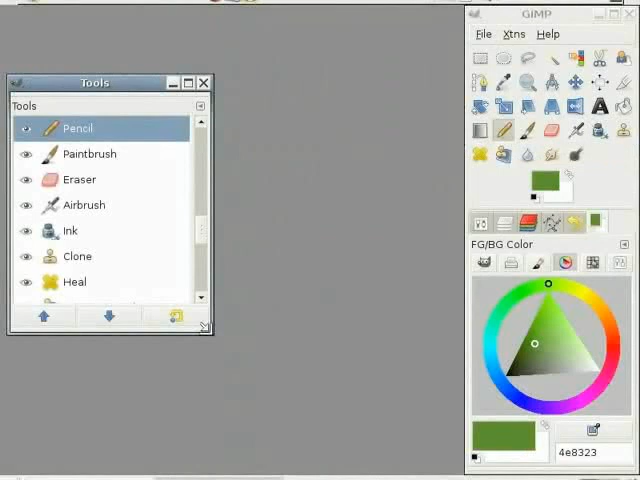 GIMP
File Xtns Help
Tools
Tools
Pencil
Paintbrush
Eraser
Airbrush
Ink
Clone
Heal
FG/BG Color
4e8323